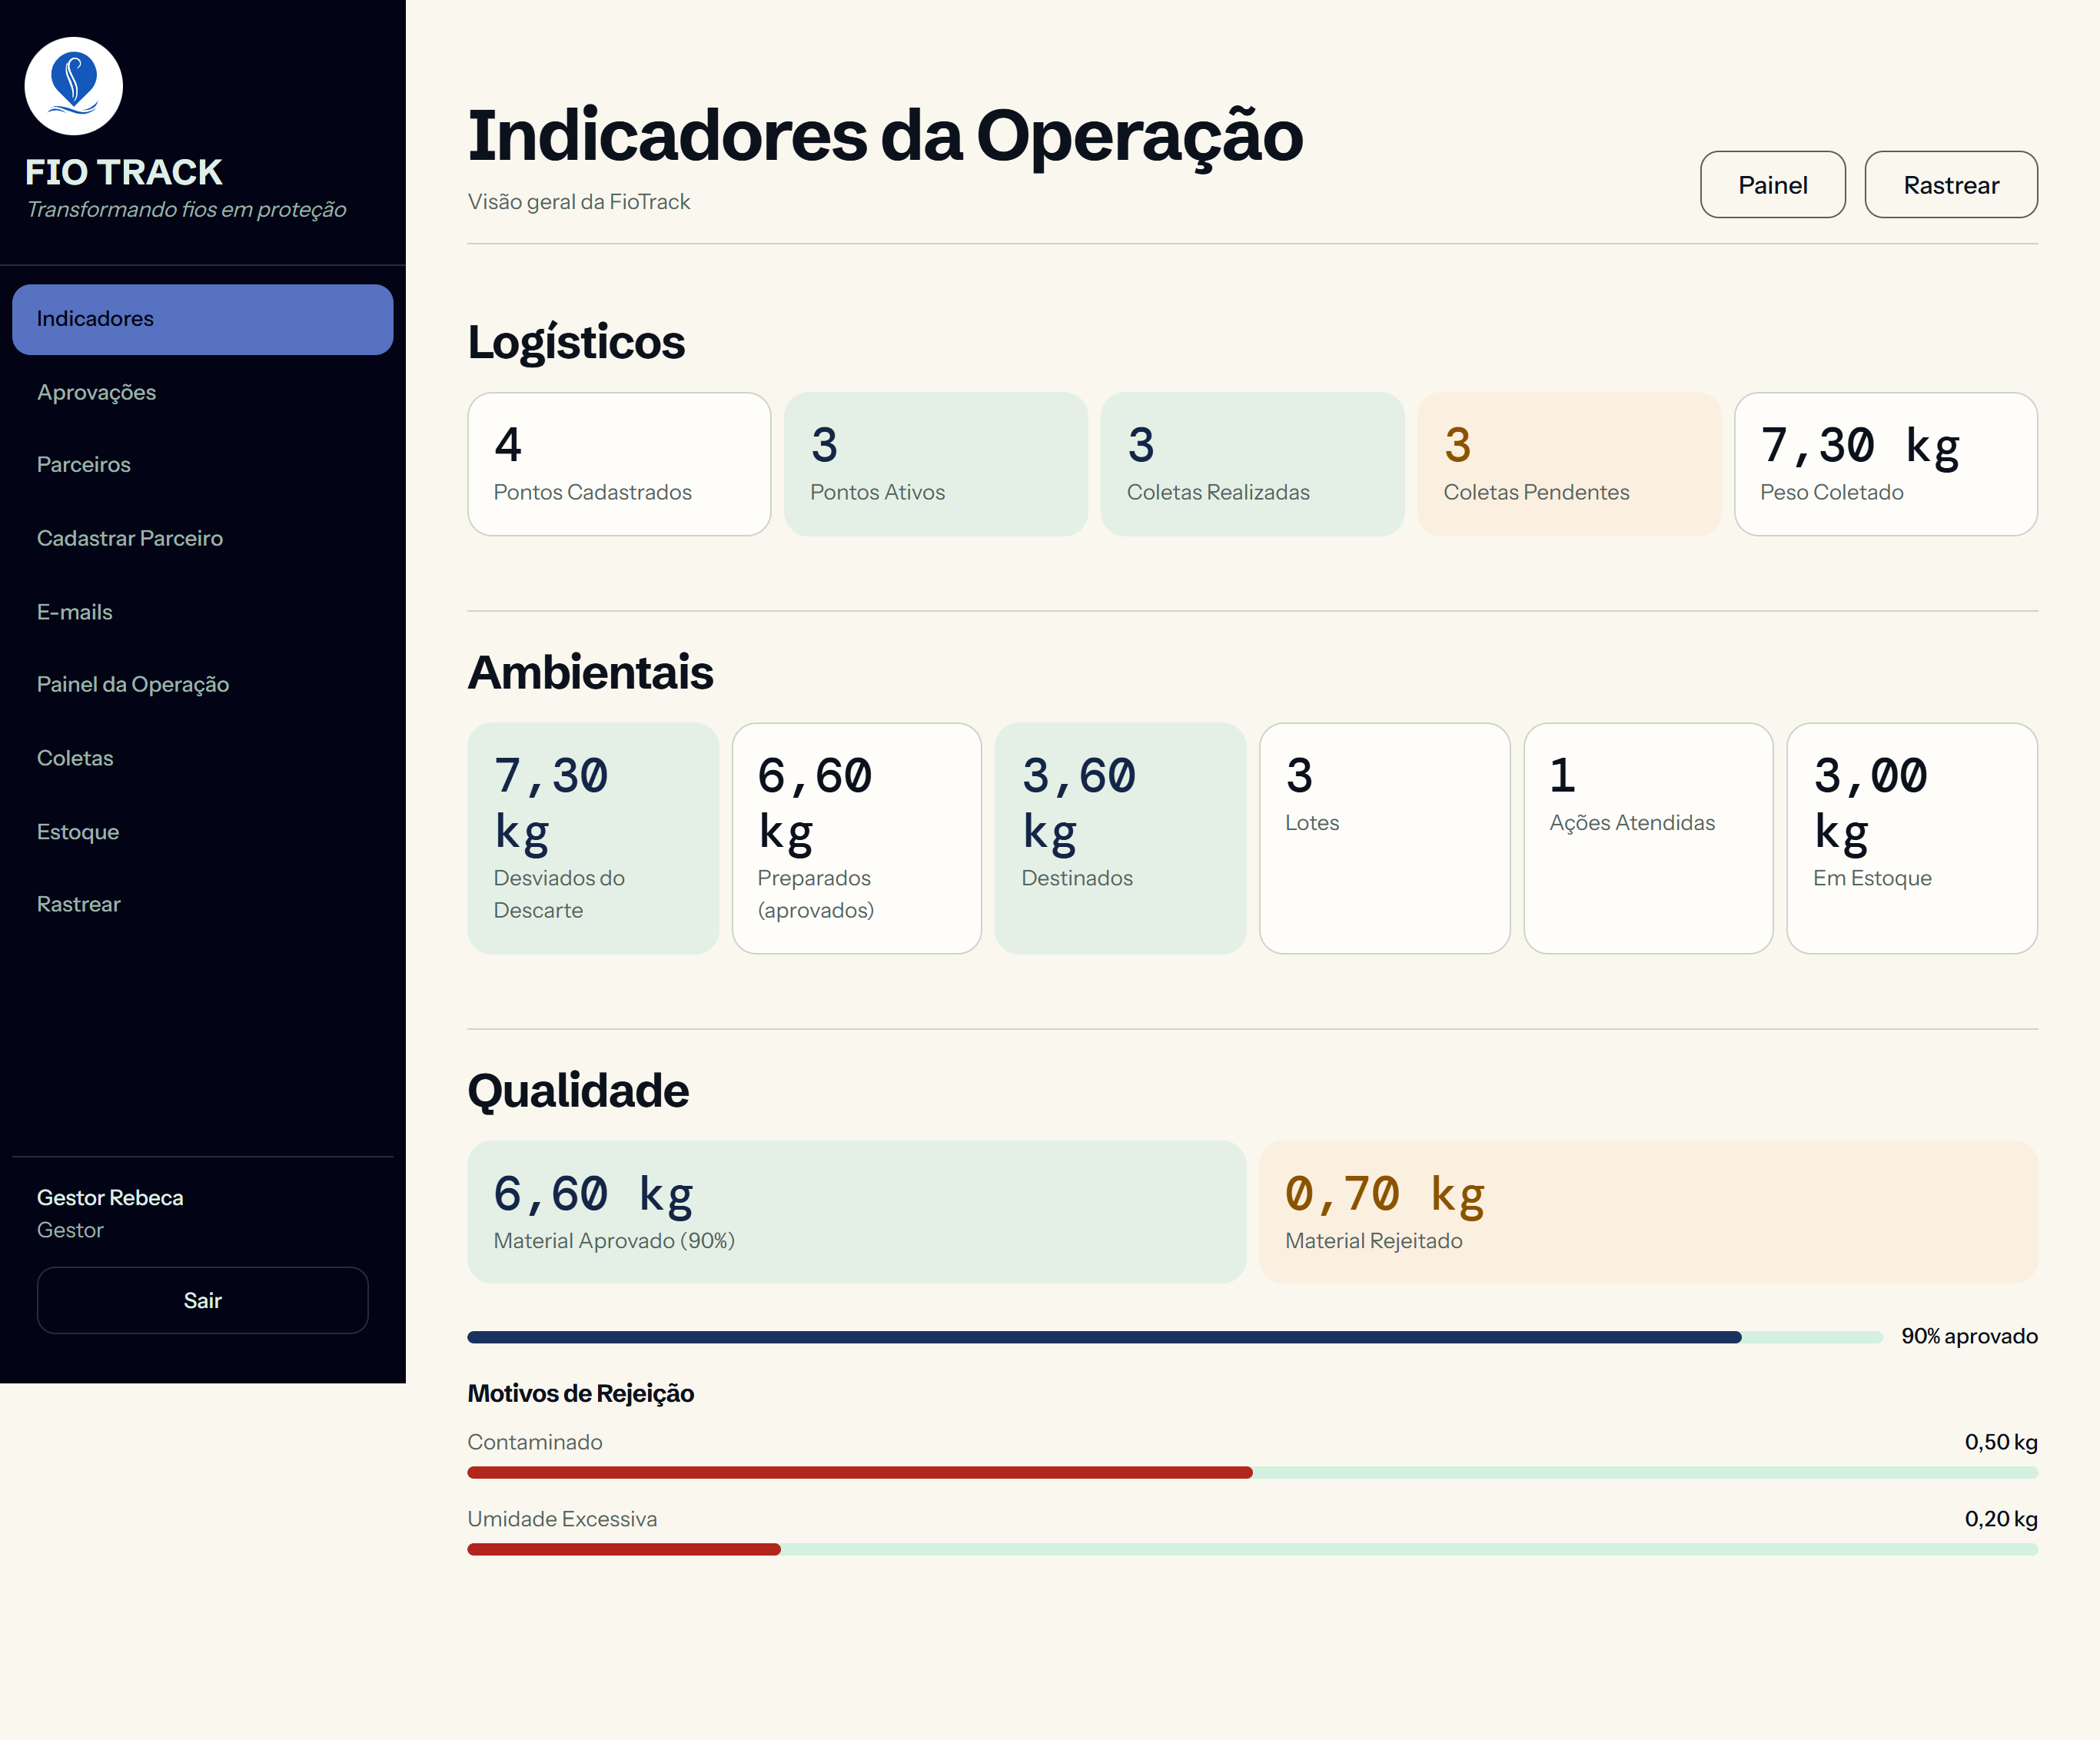 FIO TRACK
Transformando fios em proteção
Indicadores
Aprovações
Parceiros
Cadastrar Parceiro
E-mails
Painel da Operação
Coletas
Estoque
Rastrear
Gestor Rebeca
Gestor
Sair
Indicadores da Operação
Visão geral da FioTrack
Painel
Rastrear
Logísticos
4
Pontos Cadastrados
3
Pontos Ativos
3
Coletas Realizadas
3
Coletas Pendentes
7,30 kg
Peso Coletado
Ambientais
7,30
kg
Desviados do
Descarte
6,60
kg
Preparados
(aprovados)
3,60
kg
Destinados
3
Lotes
1
Ações Atendidas
3,00
kg
Em Estoque
Qualidade
6,60 kg
Material Aprovado (90%)
0,70 kg
Material Rejeitado
90% aprovado
Motivos de Rejeição
Contaminado
0,50 kg
Umidade Excessiva
0,20 kg